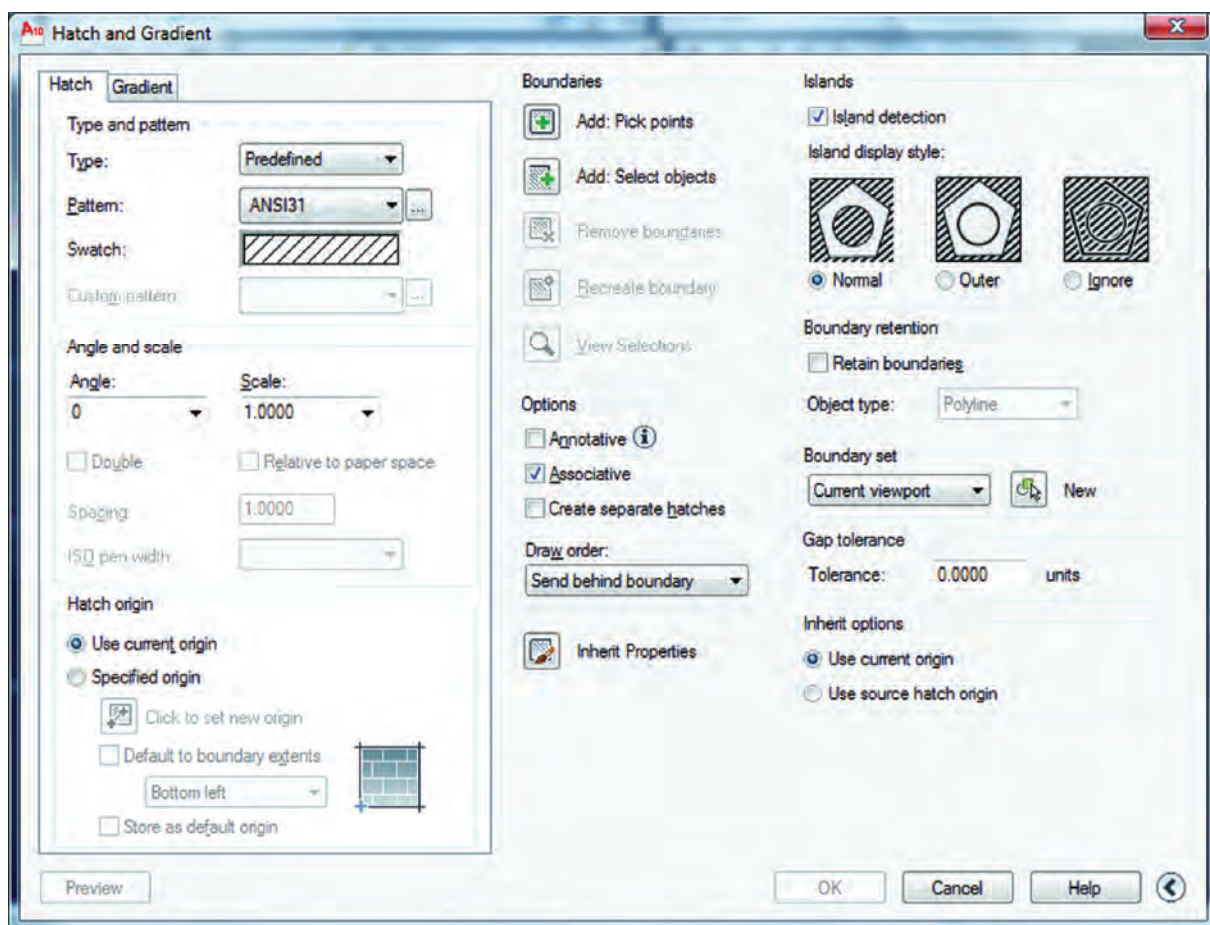 A10 Hatch and Gradient
Hatch Gradient
Type and pattern
Type: Predefined
Pattern: ANSI31 ...
Swatch:
Custom pattern: ...
Angle and scale
Angle: Scale:
0 1.0000
Double Relative to paper space
Spacing: 1.0000
ISO pen width:
Hatch origin
Use current origin
Specified origin
Click to set new origin
Default to boundary extents
Bottom left
Store as default origin
Preview
Boundaries
Add: Pick points
Add: Select objects
Remove boundaries
Recreate boundary
View Selections
Options
Annotative
Associative
Create separate hatches
Draw order:
Send behind boundary
Inherit Properties
Islands
Island detection
Island display style:
Normal Outer Ignore
Boundary retention
Retain boundaries
Object type: Polyline
Boundary set
Current viewport New
Gap tolerance
Tolerance: 0.0000 units
Inherit options
Use current origin
Use source hatch origin
OK Cancel Help